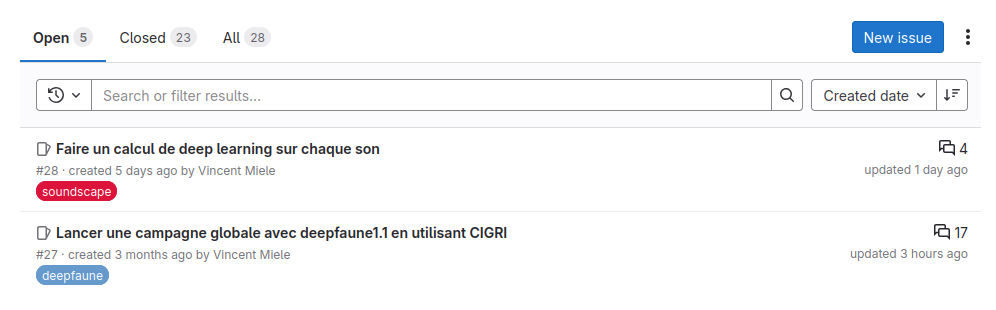 Open 5 Closed 23 All 28 New issue
Search or filter results... Created date
Faire un calcul de deep learning sur chaque son 4
#28 · created 5 days ago by Vincent Miele updated 1 day ago
soundscape
Lancer une campagne globale avec deepfaune1.1 en utilisant CIGRI 17
#27 · created 3 months ago by Vincent Miele updated 3 hours ago
deepfaune